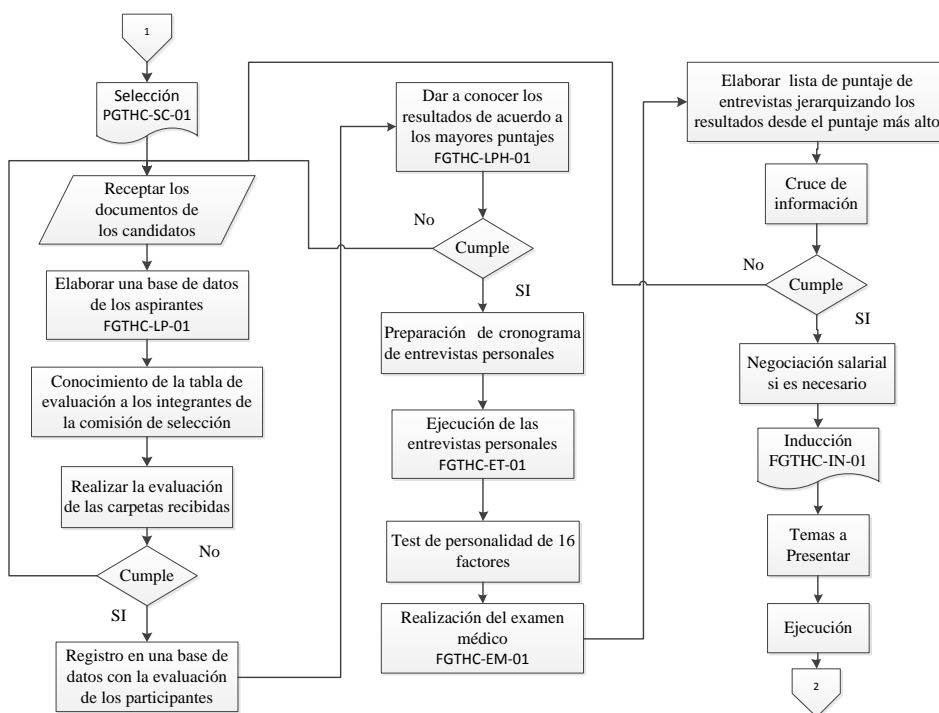 1
Selección
PGTHC-SC-01
Receptar los
documentos de
los candidatos
Elaborar una base de datos
de los aspirantes
FGTHC-LP-01
Conocimiento de la tabla de
evaluación a los integrantes de
la comisión de selección
Realizar la evaluación
de las carpetas recibidas
No
Cumple
SI
Registro en una base de
datos con la evaluación
de los participantes
Dar a conocer los
resultados de acuerdo a
los mayores puntajes
FGTHC-LPH-01
No
Cumple
SI
Preparación de cronograma
de entrevistas personales
Ejecución de las
entrevistas personales
FGTHC-ET-01
Test de personalidad de 16
factores
Realización del examen
médico
FGTHC-EM-01
Elaborar lista de puntaje de
entrevistas jerarquizando los
resultados desde el puntaje más alto
Cruce de
información
No
Cumple
SI
Negociación salarial
si es necesario
Inducción
FGTHC-IN-01
Temas a
Presentar
Ejecución
2